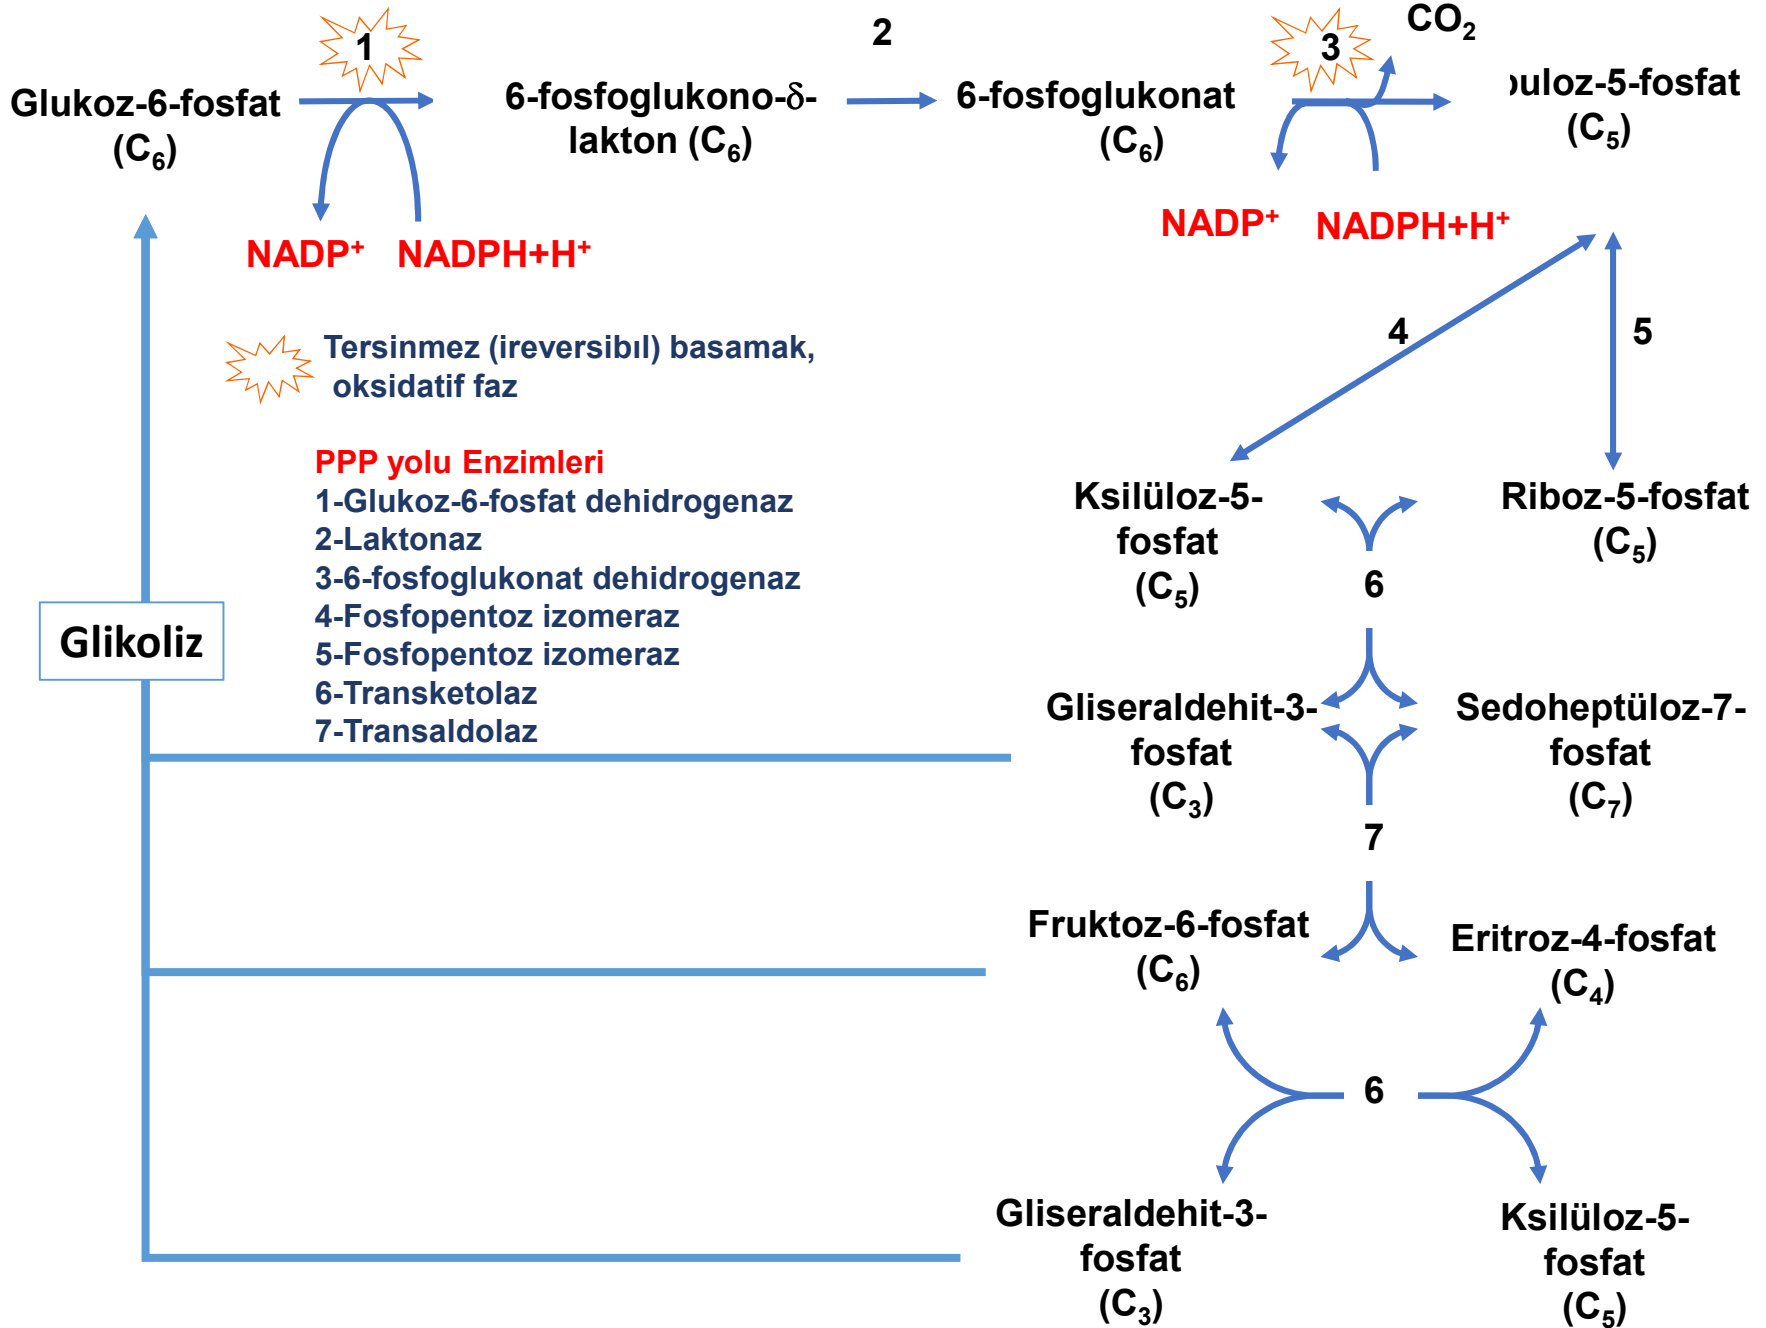 1
2
3
CO₂
Glukoz-6-fosfat
(C₆)
6-fosfoglukono-δ-
lakton (C₆)
6-fosfoglukonat
(C₆)
buloz-5-fosfat
(C₅)
NADP⁺ NADPH+H⁺
NADP⁺ NADPH+H⁺
Tersinmez (ireversibıl) basamak,
oksidatif faz
4
5
PPP yolu Enzimleri
1-Glukoz-6-fosfat dehidrogenaz
2-Laktonaz
3-6-fosfoglukonat dehidrogenaz
4-Fosfopentoz izomeraz
5-Fosfopentoz izomeraz
6-Transketolaz
7-Transaldolaz
Glikoliz
Ksilüloz-5-
fosfat
(C₅)
Riboz-5-fosfat
(C₅)
6
Gliseraldehit-3-
fosfat
(C₃)
Sedoheptüloz-7-
fosfat
(C₇)
7
Fruktoz-6-fosfat
(C₆)
Eritroz-4-fosfat
(C₄)
6
Gliseraldehit-3-
fosfat
(C₃)
Ksilüloz-5-
fosfat
(C₅)